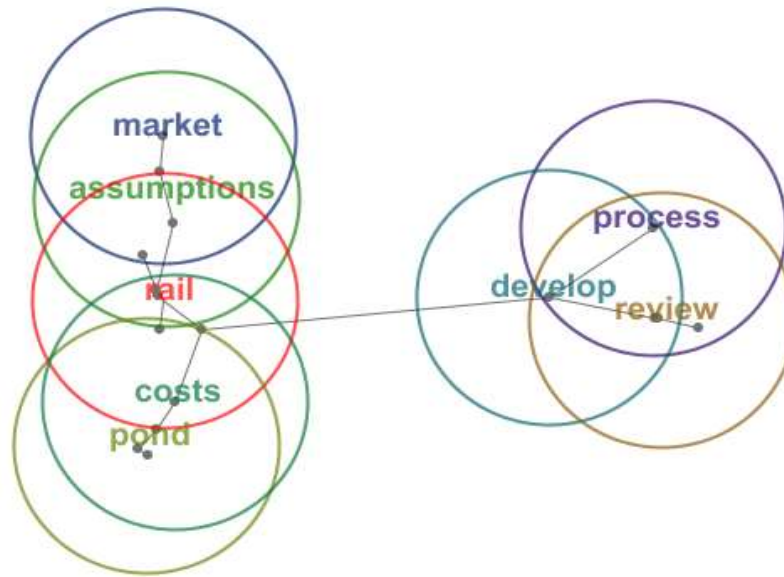 market
assumptions
rail
costs
pond
process
develop
review